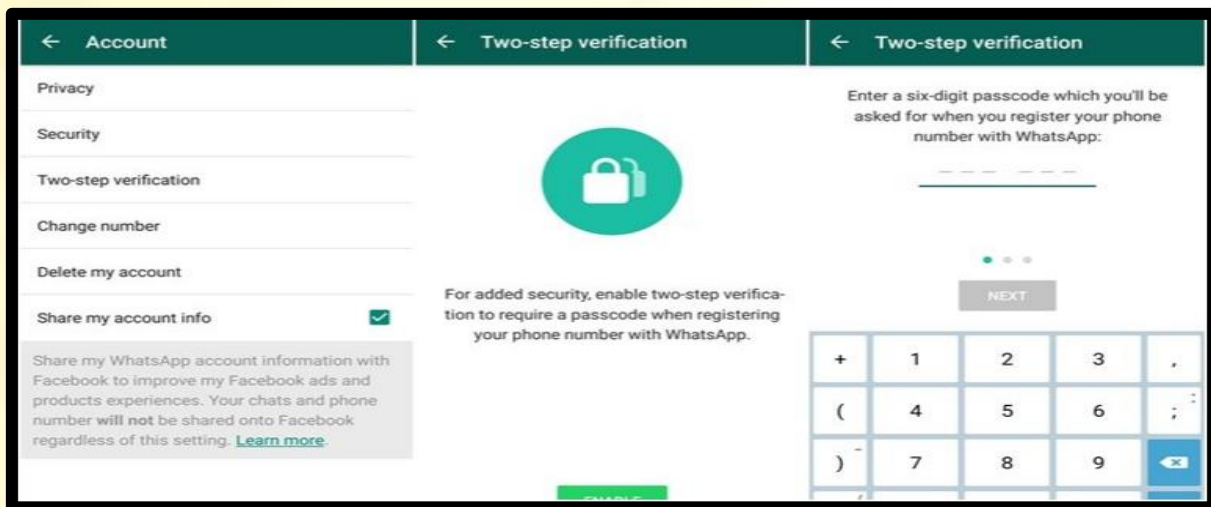 Account
Privacy
Security
Two-step verification
Change number
Delete my account
Share my account info
Share my WhatsApp account information with
Facebook to improve my Facebook ads and
products experiences. Your chats and phone
number will not be shared onto Facebook
regardless of this setting. Learn more.
Two-step verification
For added security, enable two-step verifica-
tion to require a passcode when registering
your phone number with WhatsApp.
ENABLE
Two-step verification
Enter a six-digit passcode which you'll be
asked for when you register your phone
number with WhatsApp:
NEXT
+ 1 2 3 ,
( 4 5 6 ; :
) - 7 8 9